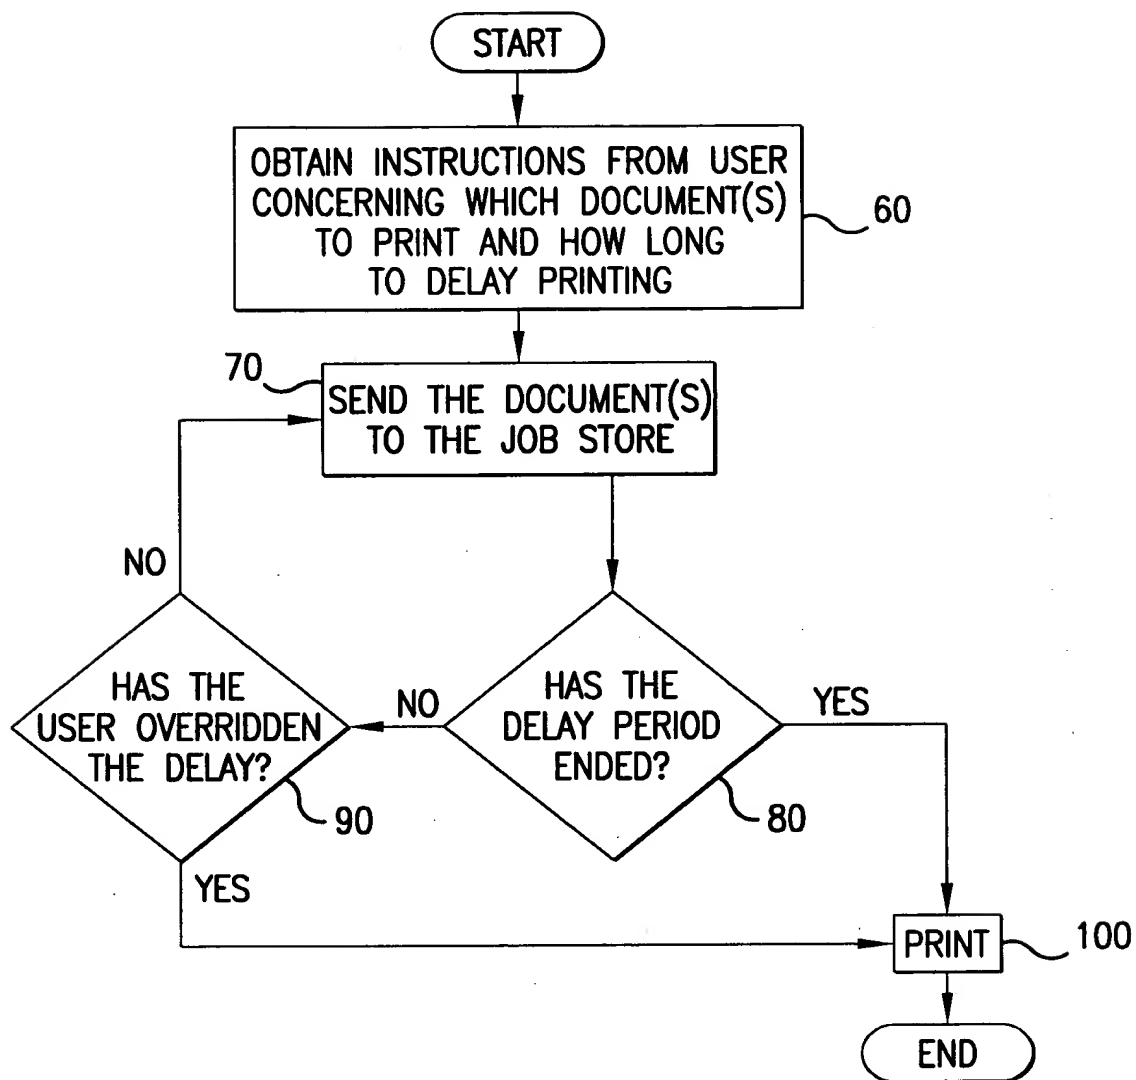 START
OBTAIN INSTRUCTIONS FROM USER
CONCERNING WHICH DOCUMENT(S)
TO PRINT AND HOW LONG
TO DELAY PRINTING
60
70
SEND THE DOCUMENT(S)
TO THE JOB STORE
NO
HAS THE
USER OVERRIDDEN
THE DELAY?
90
YES
NO
HAS THE
DELAY PERIOD
ENDED?
80
YES
PRINT
100
END